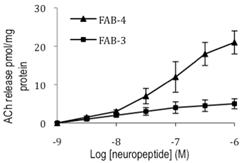 30
20
10
0
FAB-4
FAB-3
ACh release pmol/mg
protein
-9
-8
-7
-6
Log [neuropeptide] (M)